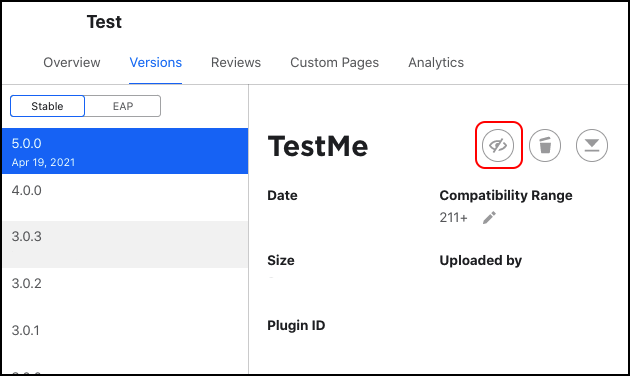 Test
Overview Versions Reviews Custom Pages Analytics
Stable EAP
5.0.0
Apr 19, 2021
4.0.0
3.0.3
3.0.2
3.0.1
TestMe
Date Compatibility Range
211+
Size Uploaded by
Plugin ID